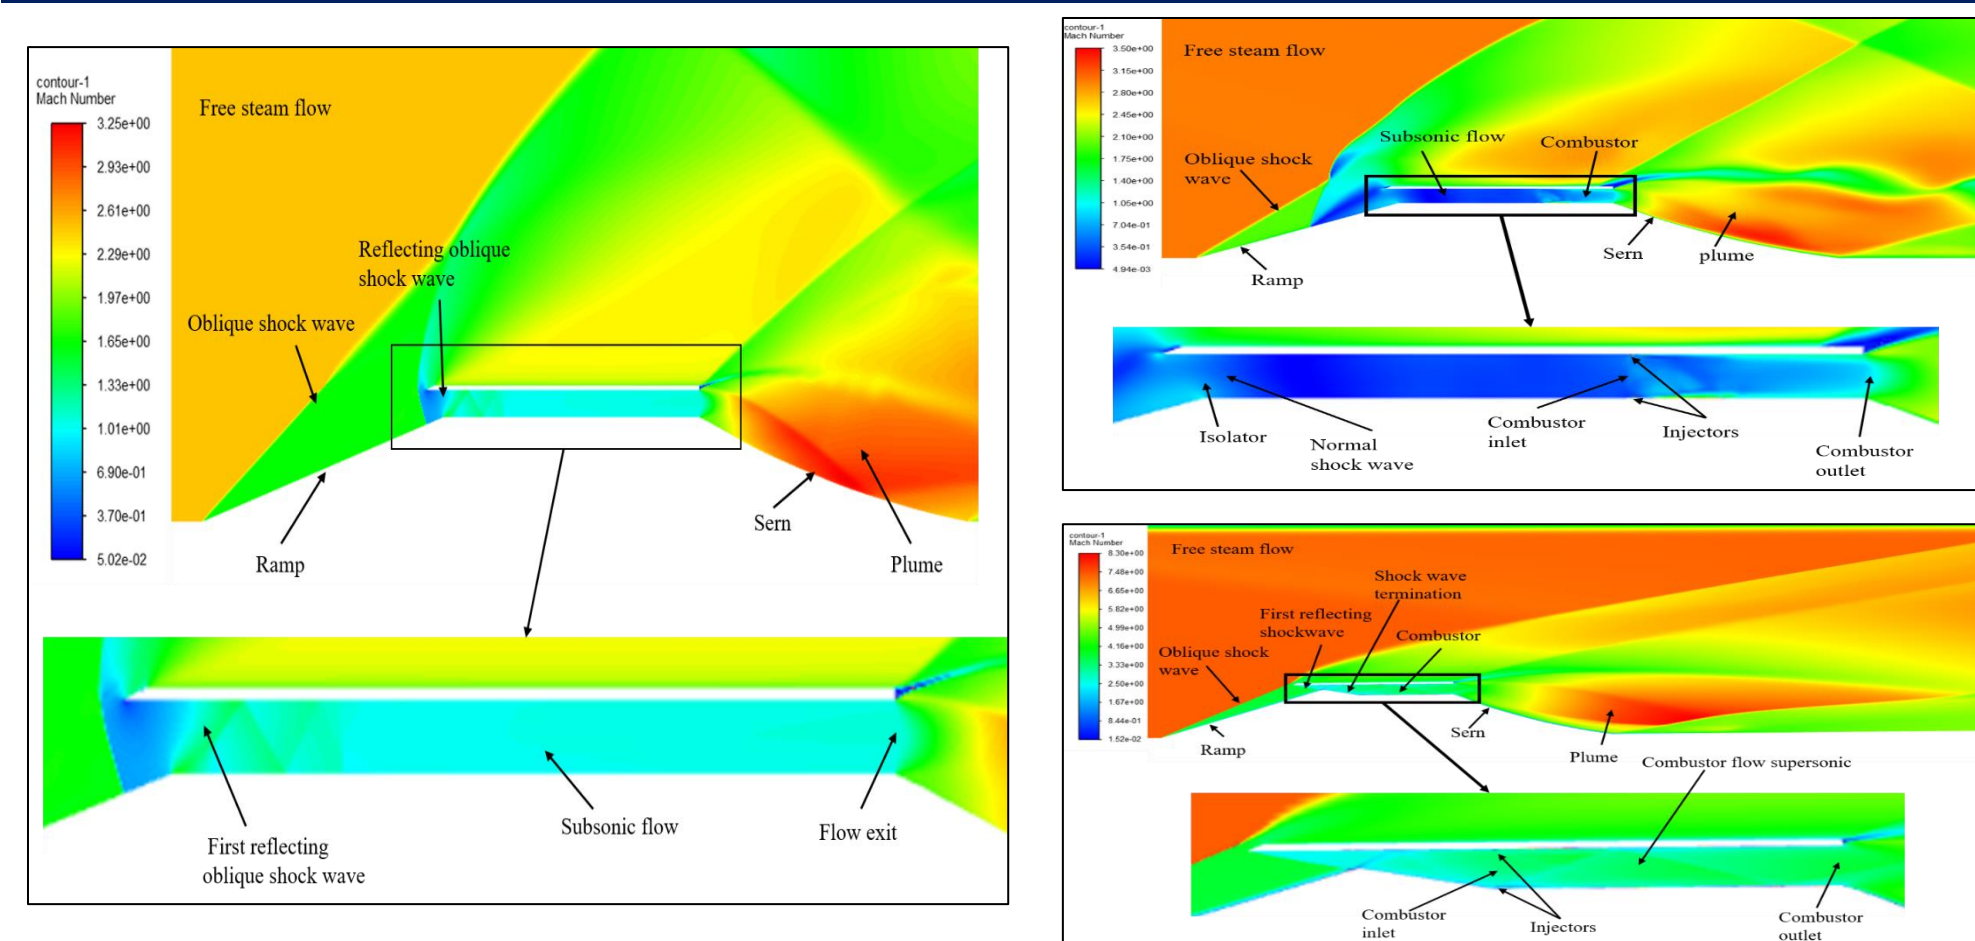 contour-1
Mach Number
3.25e+00
2.93e+00
2.61e+00
2.29e+00
1.97e+00
1.65e+00
1.33e+00
1.01e+00
6.90e-01
3.70e-01
5.02e-02
Free steam flow
Reflecting oblique
shock wave
Oblique shock wave
Ramp
Sern
Plume
First reflecting
oblique shock wave
Subsonic flow
Flow exit
contour-1
Mach Number
3.50e+00
3.15e+00
2.80e+00
2.45e+00
2.10e+00
1.75e+00
1.40e+00
1.05e+00
7.04e-01
3.54e-01
4.94e-03
Free steam flow
Subsonic flow
Combustor
Oblique shock
wave
Ramp
Sern
plume
Isolator
Normal
shock wave
Combustor
inlet
Injectors
Combustor
outlet
contour-1
Mach Number
8.30e+00
7.48e+00
6.65e+00
5.82e+00
4.99e+00
4.16e+00
3.33e+00
2.50e+00
1.67e+00
8.44e-01
1.52e-02
Free steam flow
Shock wave
termination
First reflecting
shockwave
Combustor
Oblique shock
wave
Ramp
Sern
Plume
Combustor flow supersonic
Combustor
inlet
Injectors
Combustor
outlet